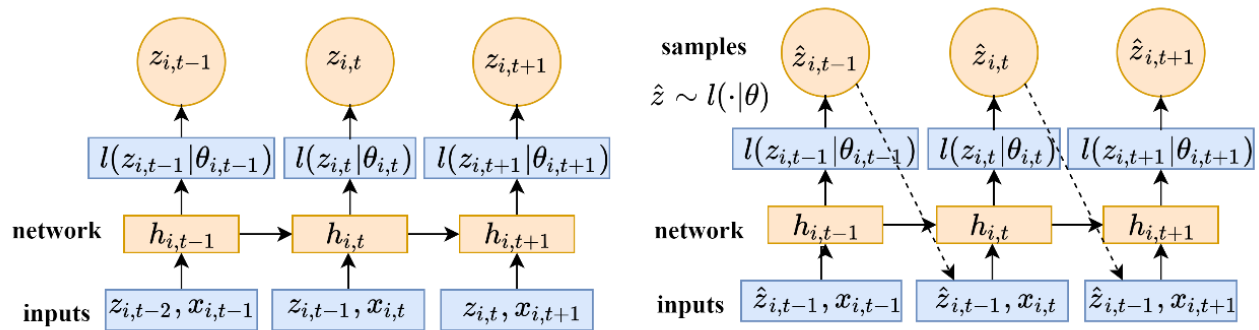 z_{i,t-1} z_{i,t} z_{i,t+1}
l(z_{i,t-1}|θ_{i,t-1}) l(z_{i,t}|θ_{i,t}) l(z_{i,t+1}|θ_{i,t+1})
network h_{i,t-1} h_{i,t} h_{i,t+1}
inputs z_{i,t-2}, x_{i,t-1} z_{i,t-1}, x_{i,t} z_{i,t}, x_{i,t+1}
samples ẑ_{i,t-1} ẑ_{i,t} ẑ_{i,t+1}
ẑ ~ l(·|θ)
l(z_{i,t-1}|θ_{i,t-1}) l(z_{i,t}|θ_{i,t}) l(z_{i,t+1}|θ_{i,t+1})
network h_{i,t-1} h_{i,t} h_{i,t+1}
inputs ẑ_{i,t-1}, x_{i,t-1} ẑ_{i,t-1}, x_{i,t} ẑ_{i,t-1}, x_{i,t+1}